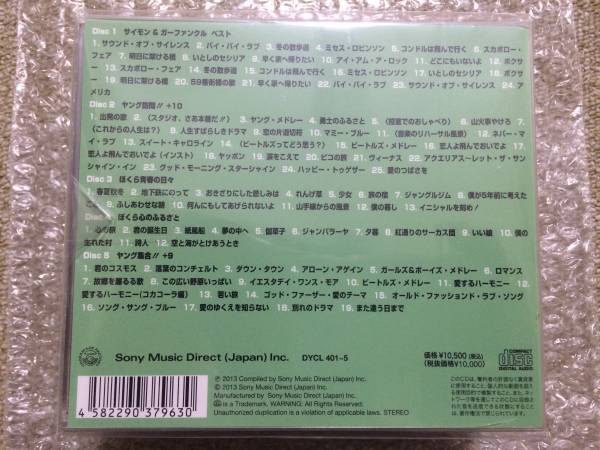 Disc 1 サイモン & ガーファンクル ベスト
1. サウンド・オブ・サイレンス 2. バイ・バイ・ラブ 3. 冬の散歩道 4. ミセス・ロビンソン 5. コンドルは飛んで行く 6. スカボロー・
フェア 7. 明日に架ける橋 8. いとしのセシリア 9. 早く家へ帰りたい 10. アイ・アム・ア・ロック 11. どこにもいないよ 12. ボクサ
ー 13. スカボロー・フェア 14. 冬の散歩道 15. コンドルは飛んで行く 16. ミセス・ロビンソン 17. いとしのセシリア 18. ボクサ
ー 19. 明日に架ける橋 20. 59番街橋の歌 21. 早く家へ帰りたい 22. バイ・バイ・ラブ 23. サウンド・オブ・サイレンス 24. ア
メリカ
Disc 2 ヤング訪問!! +10
1. 出発の歌 2. 〈スタジオ、さあ本番だ!!〉 3. ヤング・メドレー 4. 勇士のふるさと 5. 〈控室でのおしゃべり〉 6. 山火事やけろ 7.
〈これからの人生は?〉 8. 人生すばらしきドラマ 9. 恋の片道切符 10. マミー・ブルー 11. 〈音楽のリハーサル風景〉 12. ネバー・マ
イ・ラブ 13. スイート・キャロライン 14. 〈ビートルズってどう思う?〉 15. ビートルズ・メドレー 16. 恋人よ飛んでおいで 17.
恋人よ飛んでおいで (インスト) 18. ヤッポン 19. 涙をこえて 20. ピコの旅 21. ヴィーナス 22. アクエリアス〜レット・ザ・サン
シャイン・イン 23. グッド・モーニング・スターシャイン 24. ハッピー・トゥゲザー 25. 愛のつばさを
Disc 3 ぼくら青春の日々
1. 春夏秋冬 2. 地下鉄にのって 3. おきざりにした悲しみは 4. れんげ草 5. 少女 6. 旅の宿 7. ジャングルジム 8. 僕が5年前に考えた
こと 9. ふしあわせな朝 10. 何んにもしてあげられないよ 11. 山手線からの風景 12. 僕の暮し 13. イニシャルを刻め!
ぼくら心のふるさと
1. 心の旅 2. 君の誕生日 3. 紙風船 4. 夢の中へ 5. 伽草子 6. ジャンバラーヤ 7. 夕暮 8. 紅通りのサーカス団 9. いい娘 10. 僕の
生れた村 11. 詩人 12. 空と海がとけあうとき
Disc 5 ヤング集合!! +9
1. 君のコスモス 2. 落葉のコンチェルト 3. ダウン・タウン 4. アローン・アゲイン 5. ガールズ&ボーイズ・メドレー 6. ロマンス
7. 故郷を蹴るる歌 8. この広い野原いっぱい 9. イエスタデイ・ワンス・モア 10. ビートルズ・メドレー 11. 愛するハーモニー
12. 愛するハーモニー(コカコーラ編) 13. 若い旅 14. ゴッド・ファーザー・愛のテーマ 15. オールド・ファッションド・ラブ・ソング
16. ソング・サング・ブルー 17. 愛のゆくえを知らない 18. 別れのドラマ 19. また逢う日まで
Sony Music Direct (Japan) Inc. DYCL 401~5
価格 ¥10,500 (税込)
(税抜価格 ¥10,000)
COMPACT
disc
DIGITAL AUDIO
4 582290 379630
℗ 2013 Compiled by Sony Music Direct (Japan) Inc.
© 2013 Sony Music Direct (Japan) Inc.
Manufactured by Sony Music Direct (Japan) Inc.
is a Trademark. WARNING: All Rights Reserved.
Unauthorized duplication is a violation of applicable laws. STEREO